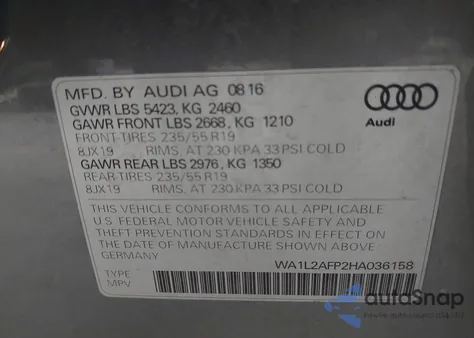 MFD. BY AUDI AG 08 16
GVWR LBS 5423, KG 2460
GAWR FRONT LBS 2668, KG 1210
FRONT-TIRES 235/55 R19
8JX19 RIMS. AT 230 KPA 33 PSI COLD
GAWR REAR LBS 2976, KG 1350
REAR-TIRES 235/55 R19
8JX19 RIMS. AT 230 KPA 33 PSI COLD
THIS VEHICLE CONFORMS TO ALL APPLICABLE
U.S. FEDERAL MOTOR VEHICLE SAFETY AND
THEFT PREVENTION STANDARDS IN EFFECT ON
THE DATE OF MANUFACTURE SHOWN ABOVE
GERMANY
WA1L2AFP2HA036158
TYPE
MPV
Audi
autoSnap